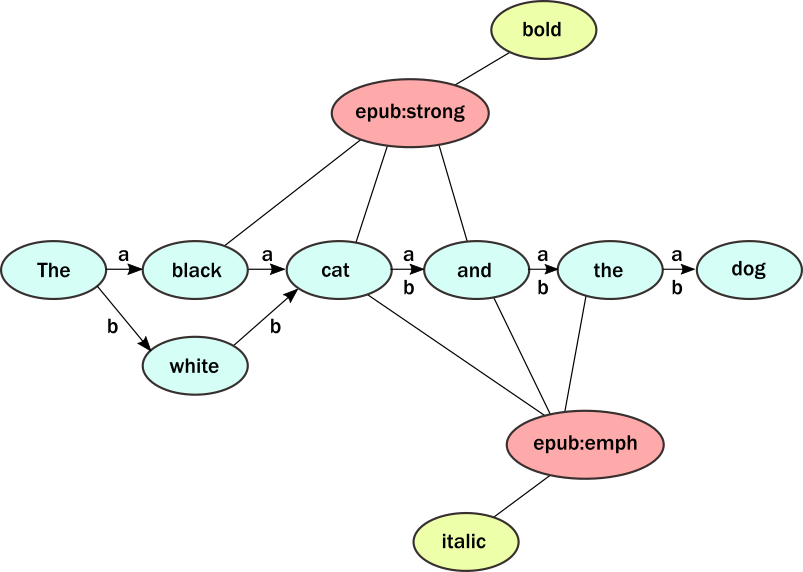 bold
epub:strong
The
a
black
a
cat
a
b
and
a
b
the
a
b
dog
b
white
b
epub:emph
italic